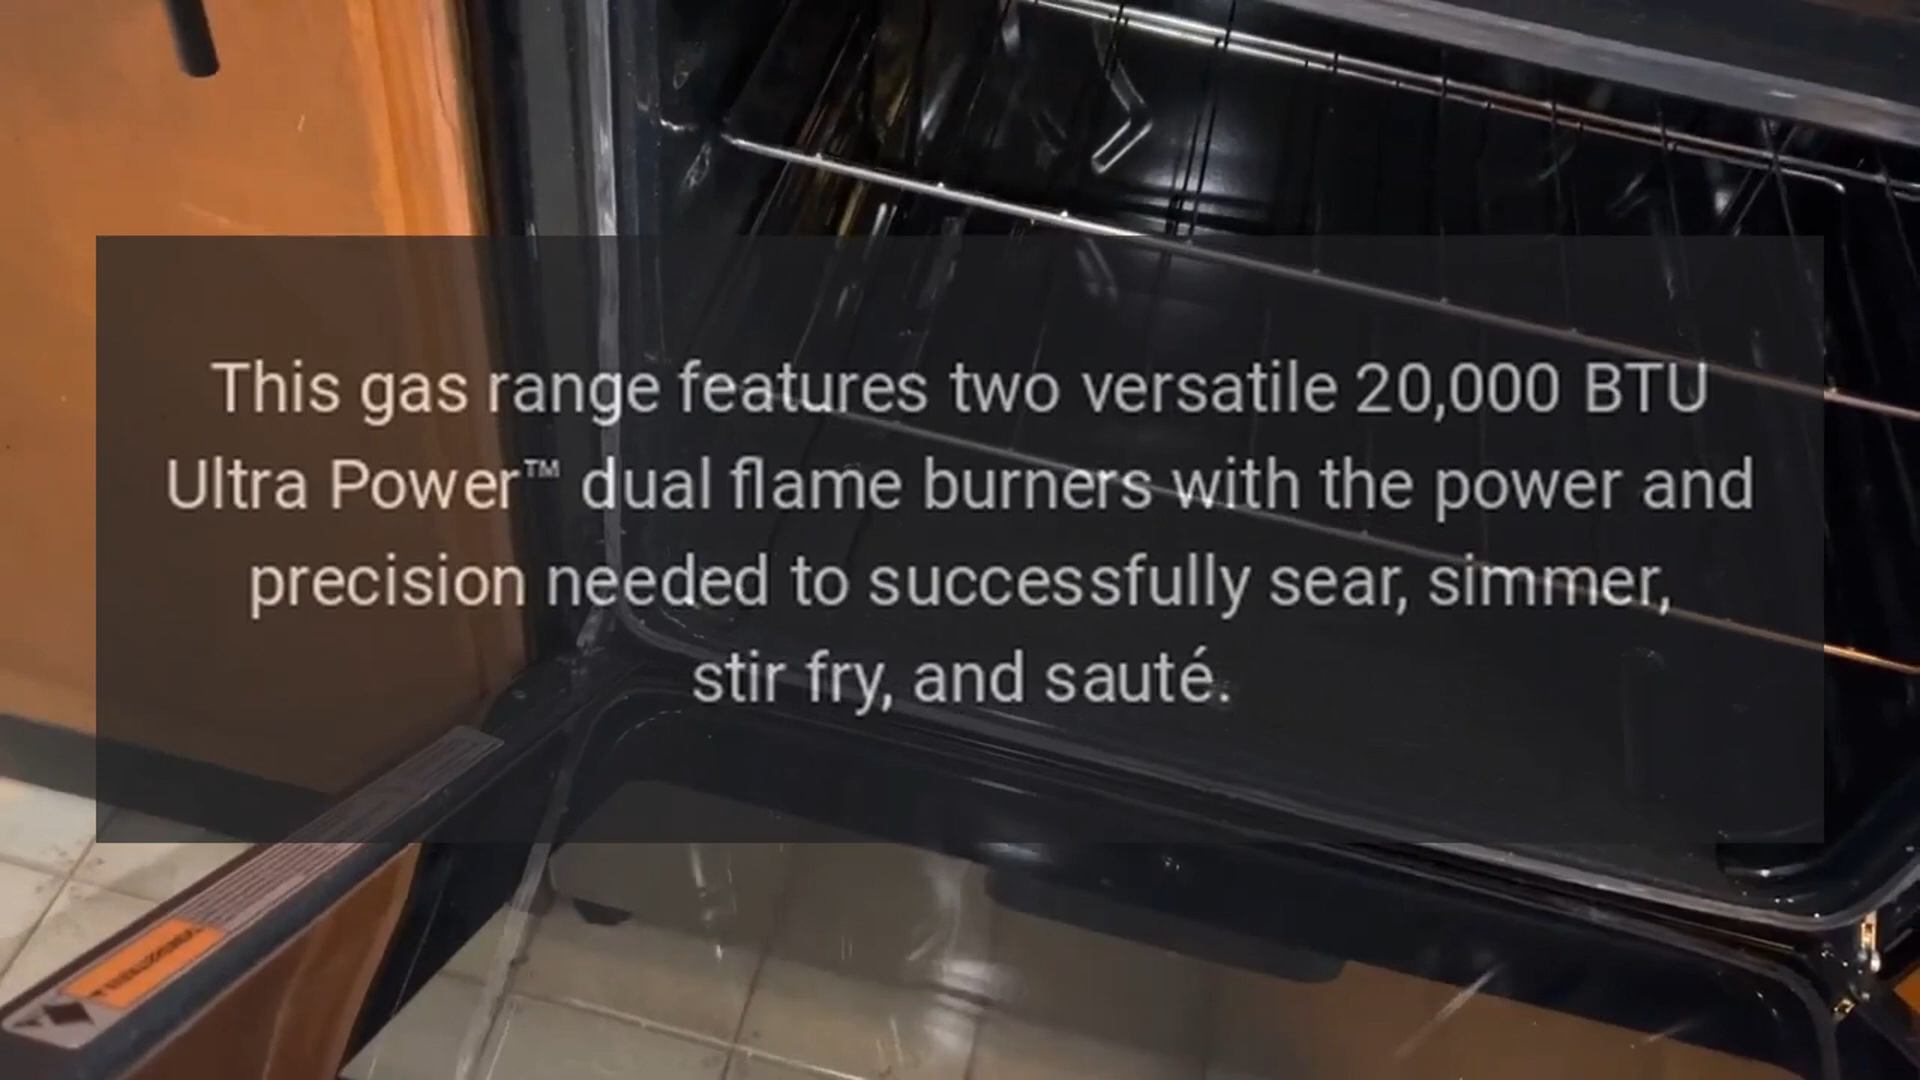 This gas range features two versatile 20,000 BTU
Ultra Power™ dual flame burners with the power and
precision needed to successfully sear, simmer,
stir fry, and sauté.